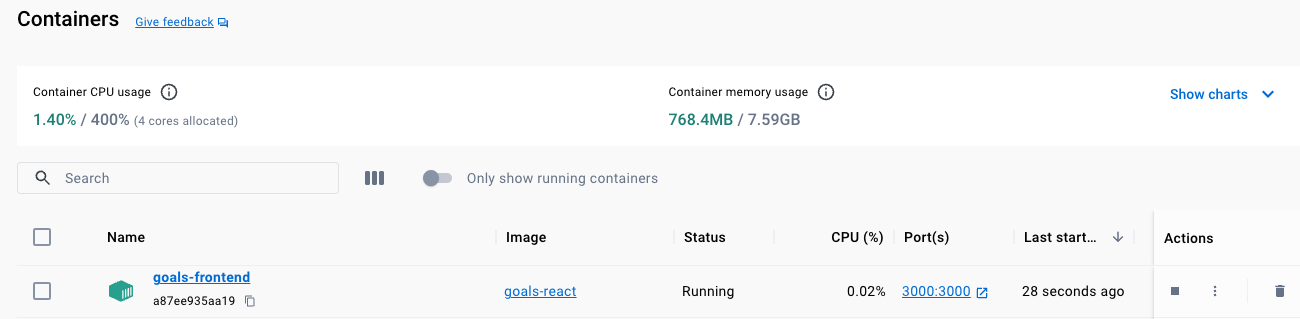 Containers Give feedback
Container CPU usage
Container memory usage
Show charts
1.40% / 400% (4 cores allocated)
768.4MB / 7.59GB
Search
Only show running containers
Name Image Status CPU (%) Port(s) Last start... Actions
goals-frontend
a87ee935aa19
goals-react Running 0.02% 3000:3000 28 seconds ago